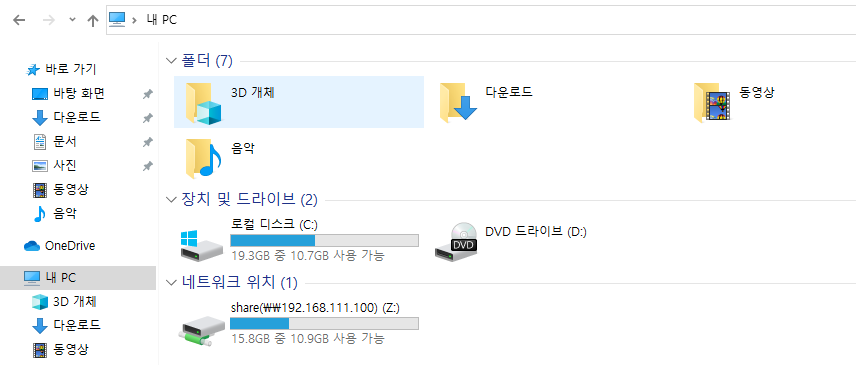 내 PC
바로 가기
바탕 화면
다운로드
문서
사진
동영상
음악
OneDrive
내 PC
3D 개체
다운로드
동영상
폴더 (7)
3D 개체
다운로드
동영상
음악
장치 및 드라이브 (2)
로컬 디스크 (C:)
19.3GB 중 10.7GB 사용 가능
DVD
DVD 드라이브 (D:)
네트워크 위치 (1)
share(₩₩192.168.111.100) (Z:)
15.8GB 중 10.9GB 사용 가능